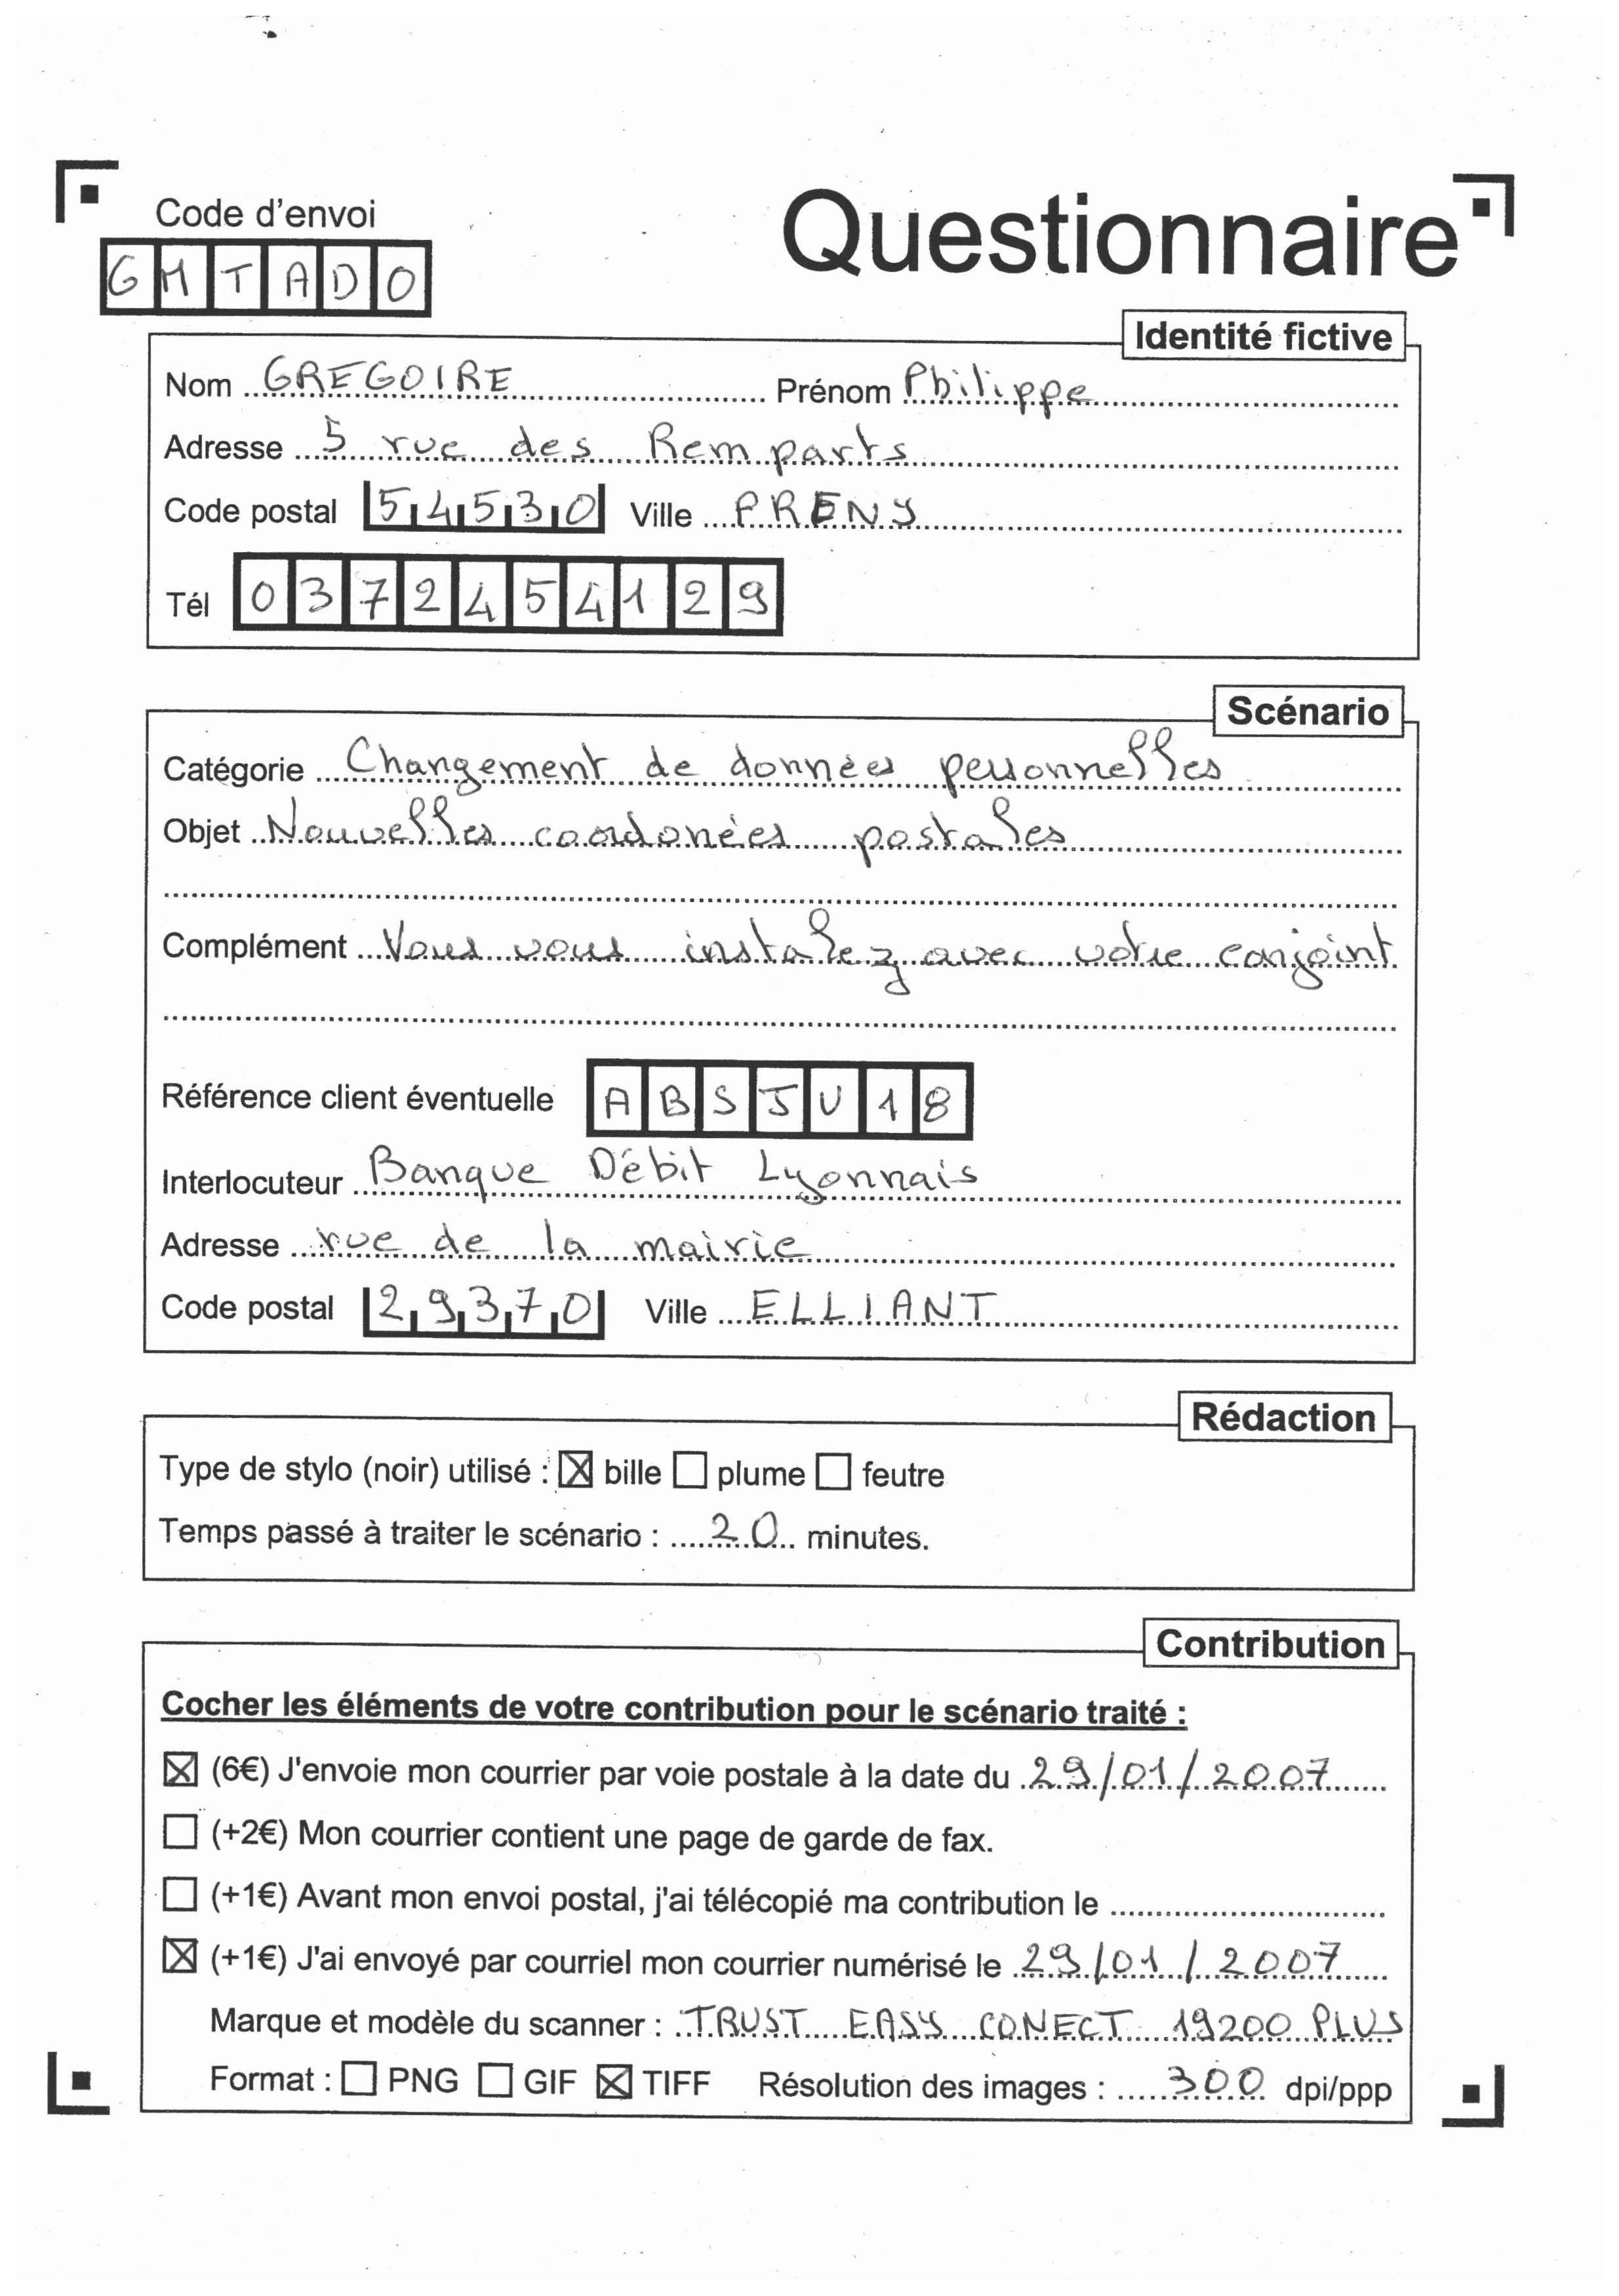 Code d'envoi
Questionnaire
GMTADO
Identité fictive
Nom GREGOIRE Prénom Philippe
Adresse 5 rue des Remparts
Code postal 54530 Ville PRENY
Tél 0372454129
Scénario
Catégorie Changement de données personnelles
Objet Nouvelles coordonées postales
Complément Vous vous instalez avec votre conjoint
Référence client éventuelle ABSJU18
Interlocuteur Banque Débit Lyonnais
Adresse rue de la mairie
Code postal 29370 Ville ELLIANT
Rédaction
Type de stylo (noir) utilisé : ☒ bille ☐ plume ☐ feutre
Temps passé à traiter le scénario : 20 minutes.
Contribution
Cocher les éléments de votre contribution pour le scénario traité :
☒ (6€) J'envoie mon courrier par voie postale à la date du 29/01/2007
☐ (+2€) Mon courrier contient une page de garde de fax.
☐ (+1€) Avant mon envoi postal, j'ai télécopié ma contribution le
☒ (+1€) J'ai envoyé par courriel mon courrier numérisé le 29/01/2007
Marque et modèle du scanner : TRUST EASY CONECT 19200 PLUS
Format : ☐ PNG ☐ GIF ☒ TIFF Résolution des images : 300 dpi/ppp